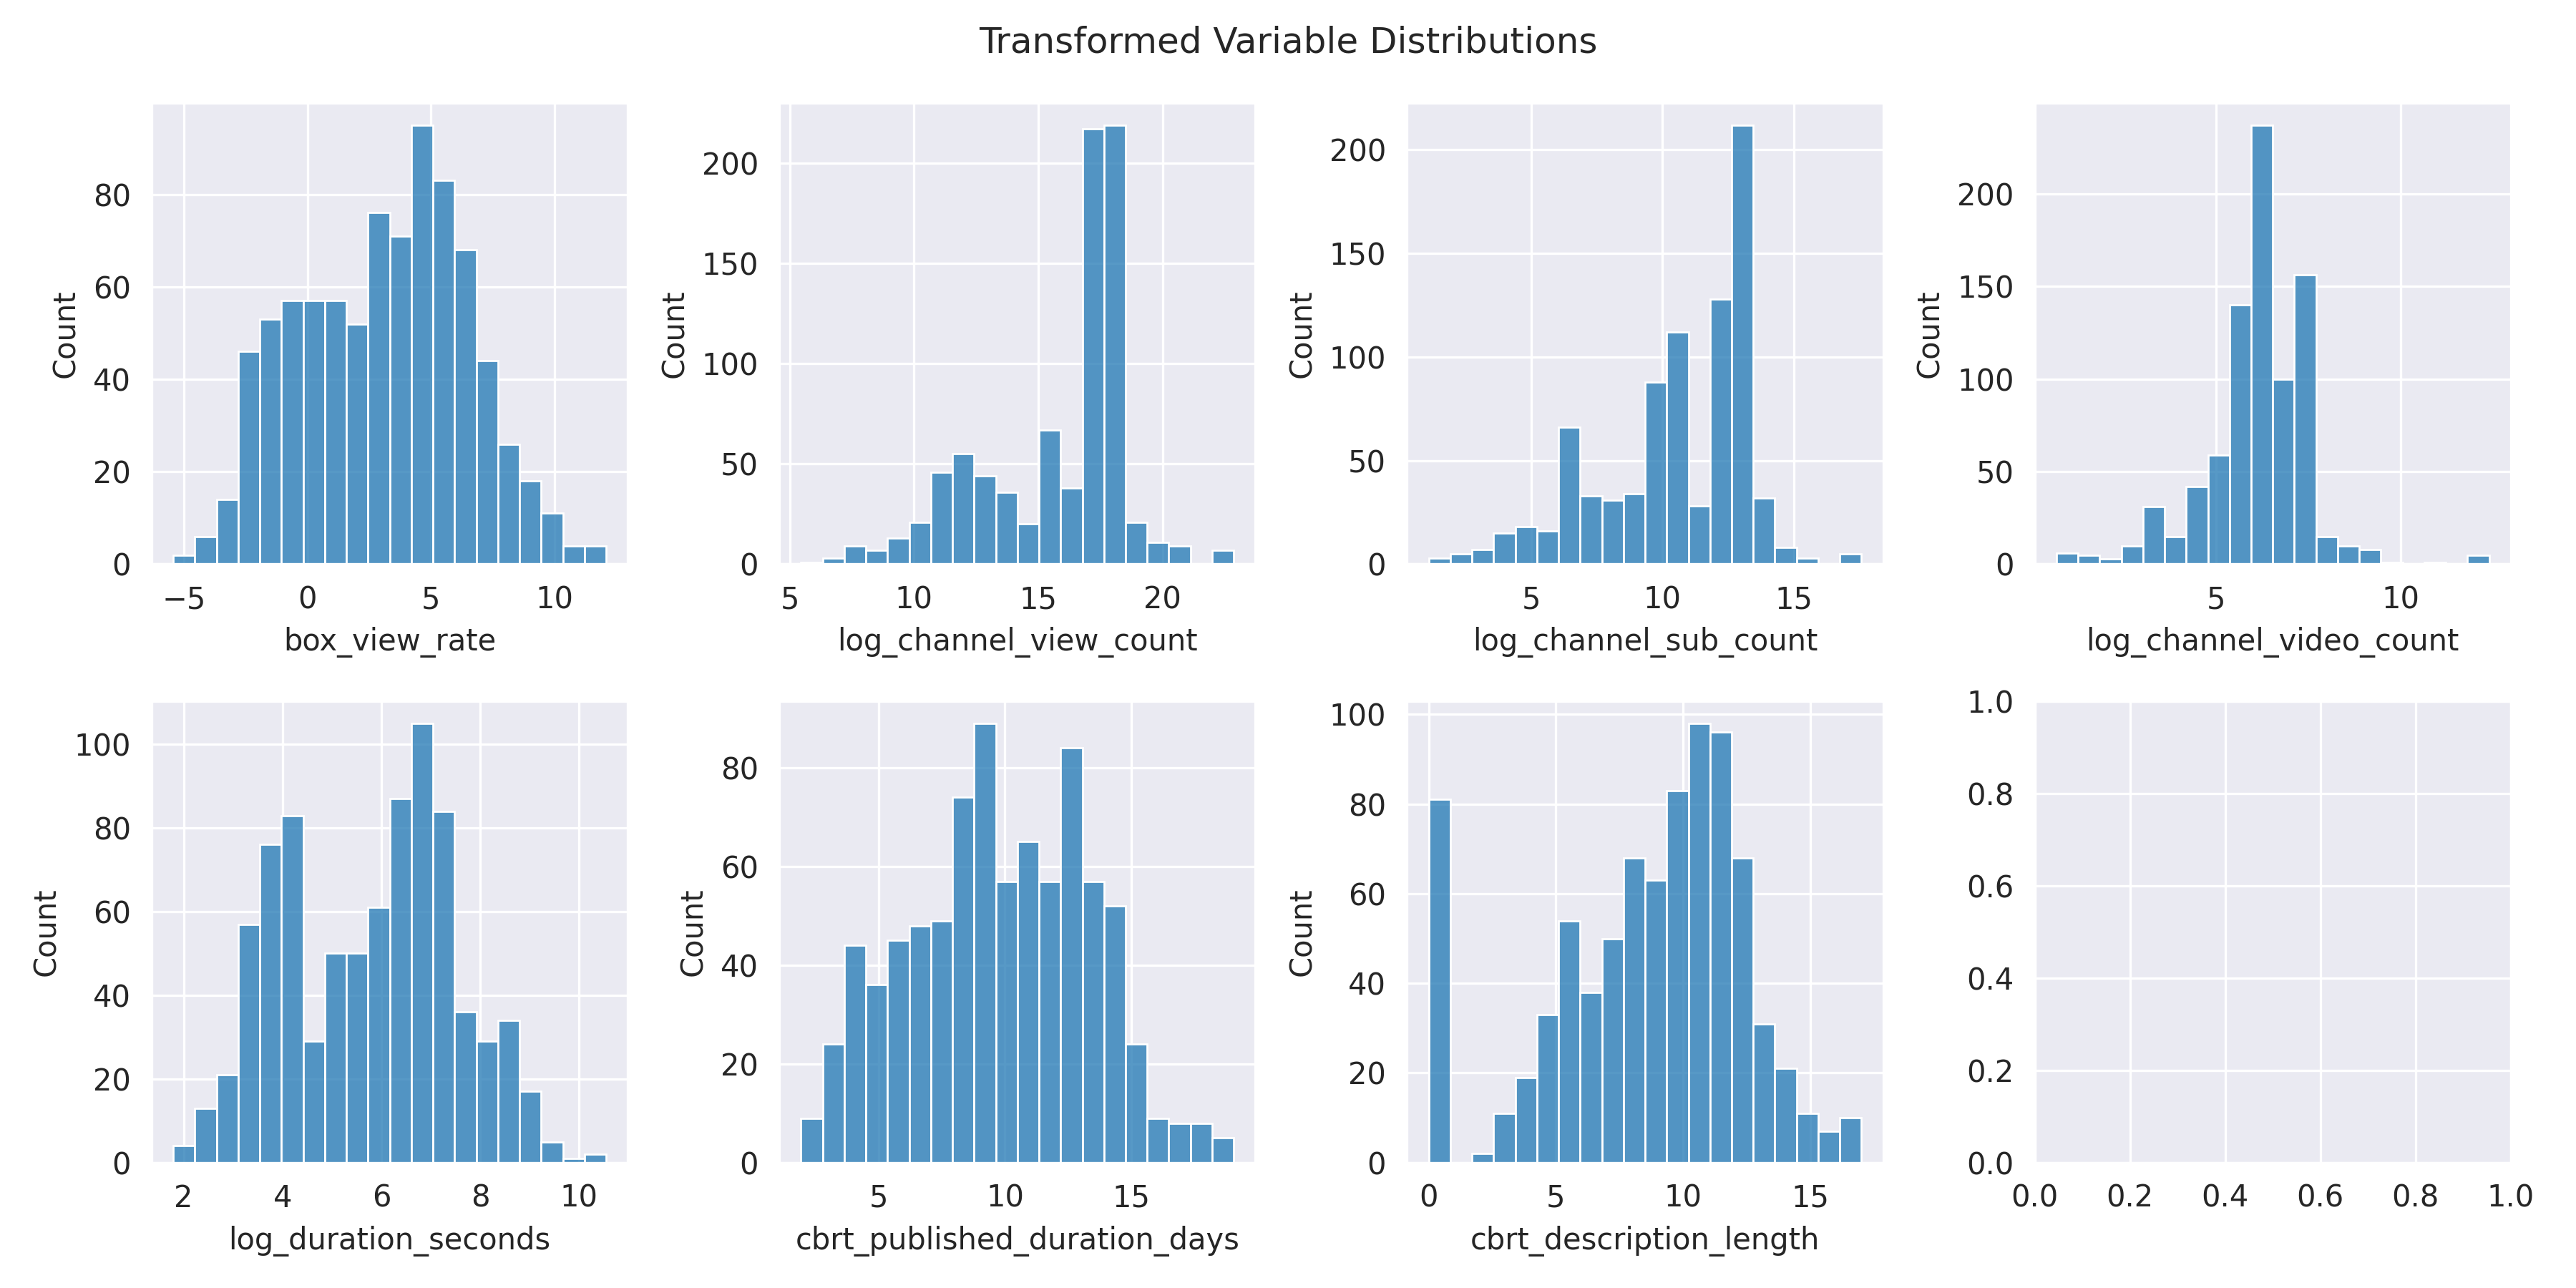 Transformed Variable Distributions
Count
80
60
40
20
0
−5 0 5 10
box_view_rate
Count
200
150
100
50
0
5 10 15 20
log_channel_view_count
Count
200
150
100
50
0
5 10 15
log_channel_sub_count
Count
200
150
100
50
0
5 10
log_channel_video_count
Count
100
80
60
40
20
0
2 4 6 8 10
log_duration_seconds
Count
80
60
40
20
0
5 10 15
cbrt_published_duration_days
Count
100
80
60
40
20
0
0 5 10 15
cbrt_description_length
1.0
0.8
0.6
0.4
0.2
0.0
0.0 0.2 0.4 0.6 0.8 1.0